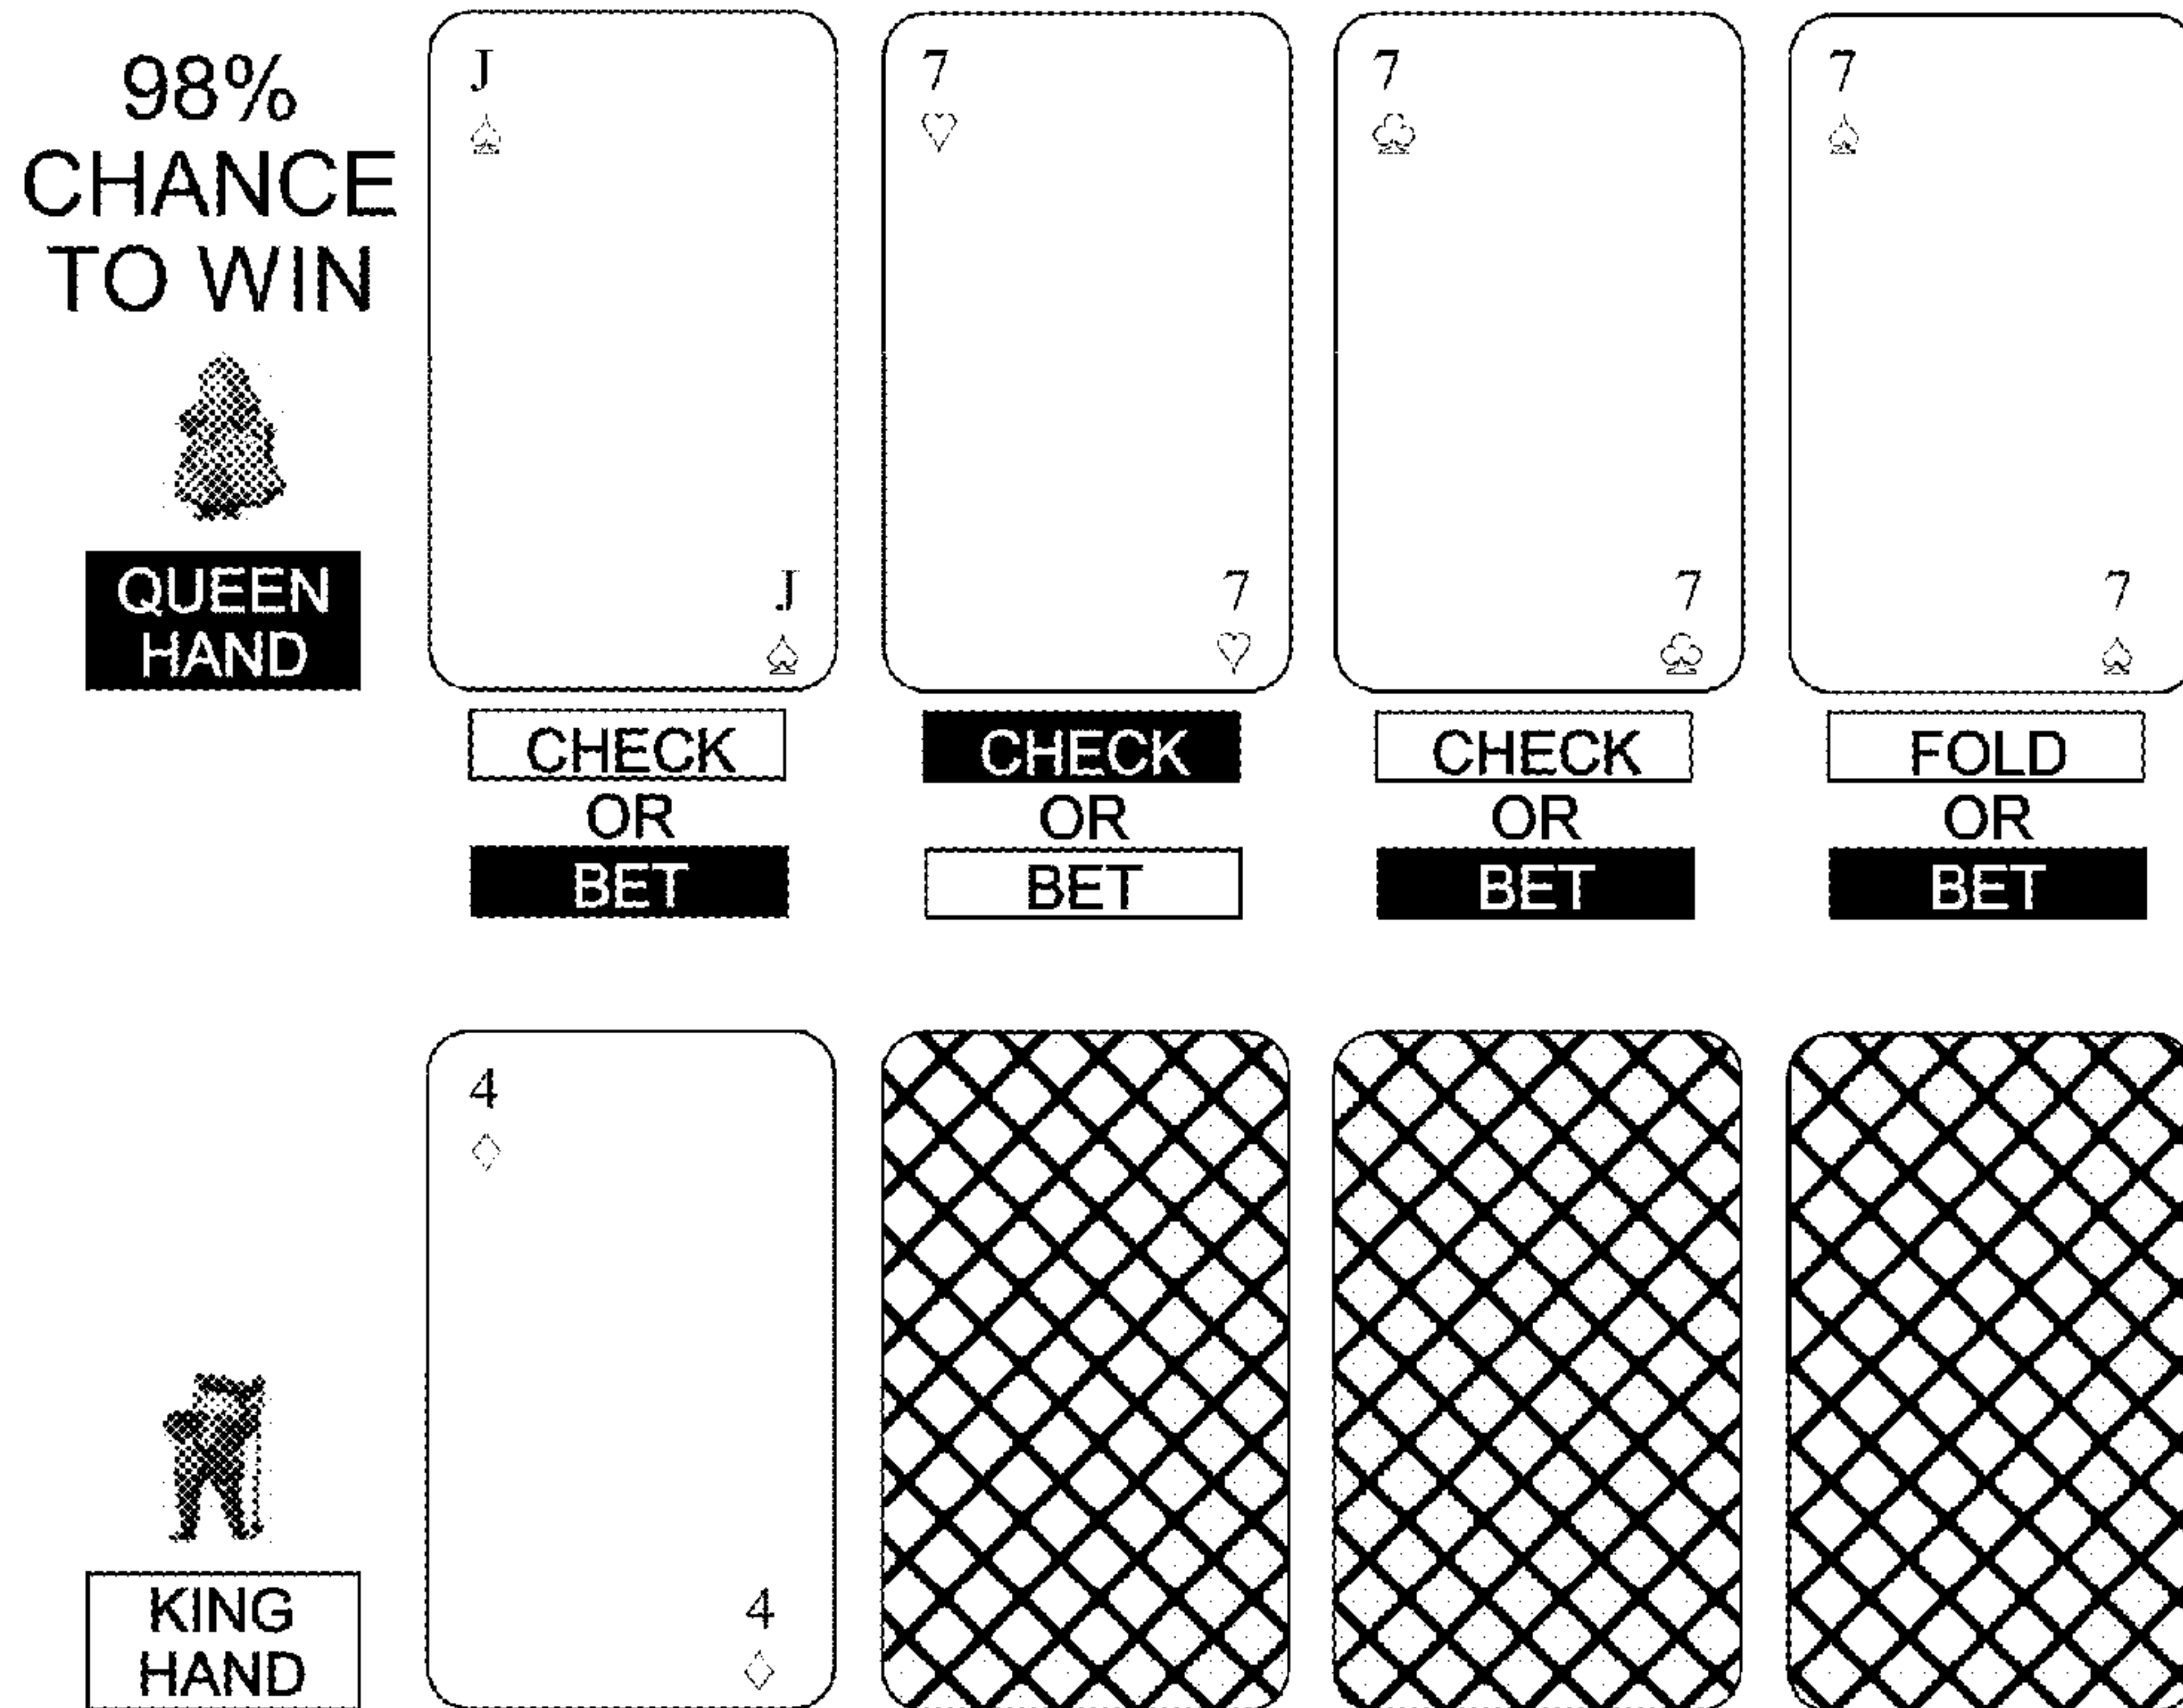 98%
CHANCE
TO WIN
QUEEN
HAND
J
♠
J
♠
7
♡
7
♡
7
♣
7
♣
7
♠
7
♠
CHECK
OR
BET
CHECK
OR
BET
CHECK
OR
BET
FOLD
OR
BET
KING
HAND
4
♢
4
♢